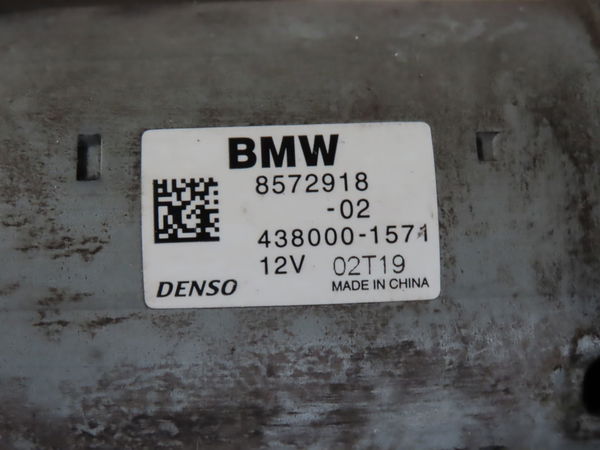 BMW
8572918
-02
438000-1571
12V 02T19
DENSO MADE IN CHINA